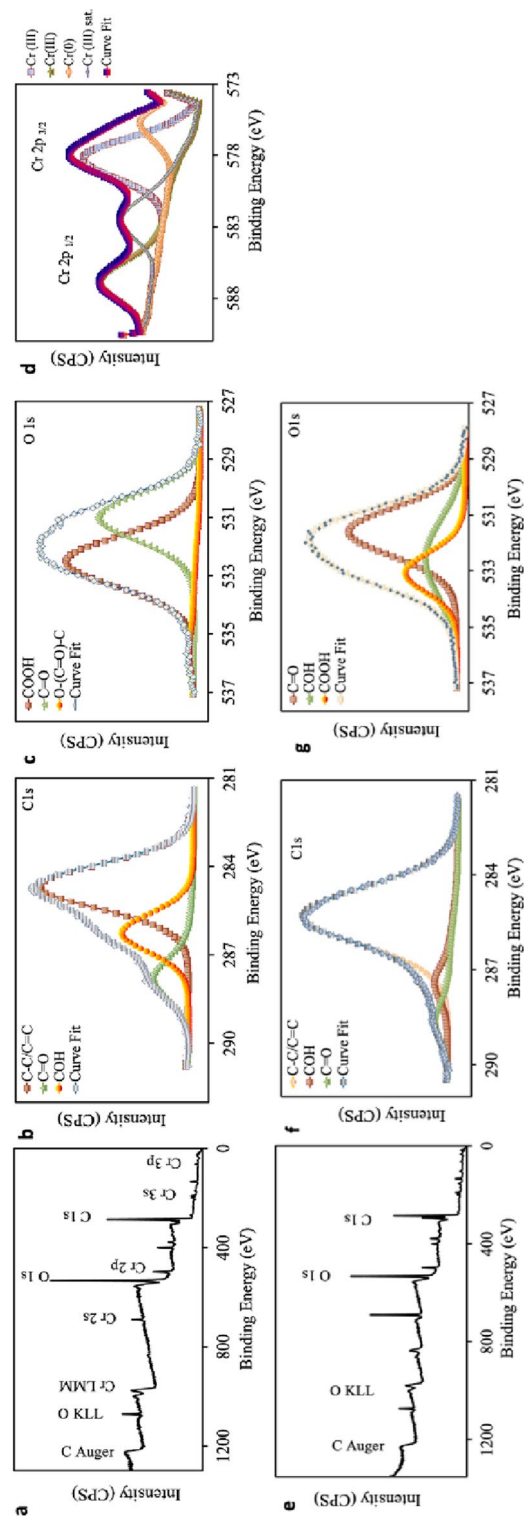 a
Intensity (CPS)
C Auger
O KLL
Cr LMM
Cr 2s
O 1s
Cr 2p
C 1s
Cr 3s
Cr 3p
1200
800
400
0
Binding Energy (eV)
b
Intensity (CPS)
C-C/C=C
C=O
COH
Curve Fit
C1s
290
287
284
281
Binding Energy (eV)
c
Intensity (CPS)
COOH
C=O
O-(C=O)-C
Curve Fit
O 1s
537
535
533
531
529
527
Binding Energy (eV)
d
Intensity (CPS)
Cr 2p 1/2
Cr 2p 3/2
588
583
578
573
Binding Energy (eV)
Cr (III)
Cr(III)
Cr(0)
Cr (III) sat.
Curve Fit
e
Intensity (CPS)
C Auger
O KLL
O 1s
C 1s
1200
800
400
0
Binding Energy (eV)
f
Intensity (CPS)
C-C/C=C
COH
C=O
Curve Fit
C1s
290
287
284
281
Binding Energy (eV)
g
Intensity (CPS)
C=O
COH
COOH
Curve Fit
O1s
537
535
533
531
529
527
Binding Energy (eV)